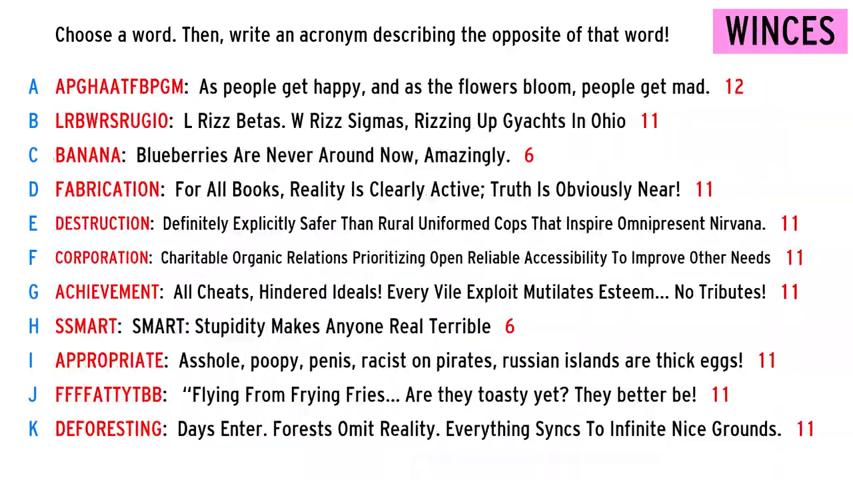 Choose a word. Then, write an acronym describing the opposite of that word!
WINCES
A APGHAATFBPGM: As people get happy, and as the flowers bloom, people get mad. 12
B LRBWRSRUGIO: L Rizz Betas. W Rizz Sigmas, Rizzing Up Gyachts In Ohio 11
C BANANA: Blueberries Are Never Around Now, Amazingly. 6
D FABRICATION: For All Books, Reality Is Clearly Active; Truth Is Obviously Near! 11
E DESTRUCTION: Definitely Explicitly Safer Than Rural Uniformed Cops That Inspire Omnipresent Nirvana. 11
F CORPORATION: Charitable Organic Relations Prioritizing Open Reliable Accessibility To Improve Other Needs 11
G ACHIEVEMENT: All Cheats, Hindered Ideals! Every Vile Exploit Mutilates Esteem... No Tributes! 11
H SSMART: SMART: Stupidity Makes Anyone Real Terrible 6
I APPROPRIATE: Asshole, poopy, penis, racist on pirates, russian islands are thick eggs! 11
J FFFFATTYTBB: “Flying From Frying Fries... Are they toasty yet? They better be! 11
K DEFORESTING: Days Enter. Forests Omit Reality. Everything Syncs To Infinite Nice Grounds. 11